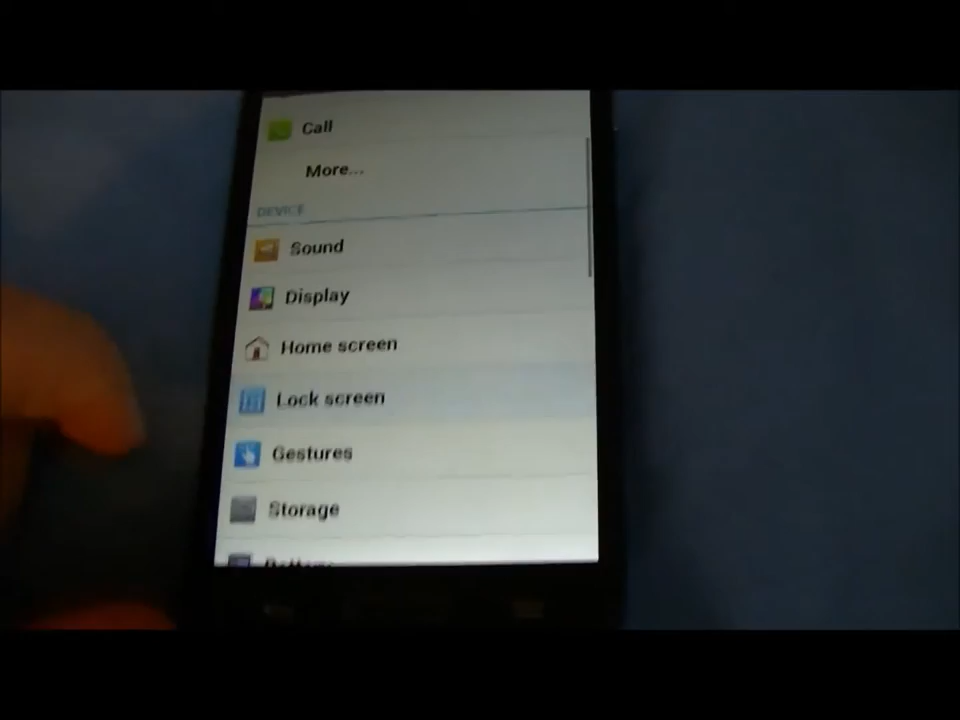 Call
More...
DEVICE
Sound
Display
Home screen
Lock screen
Gestures
Storage